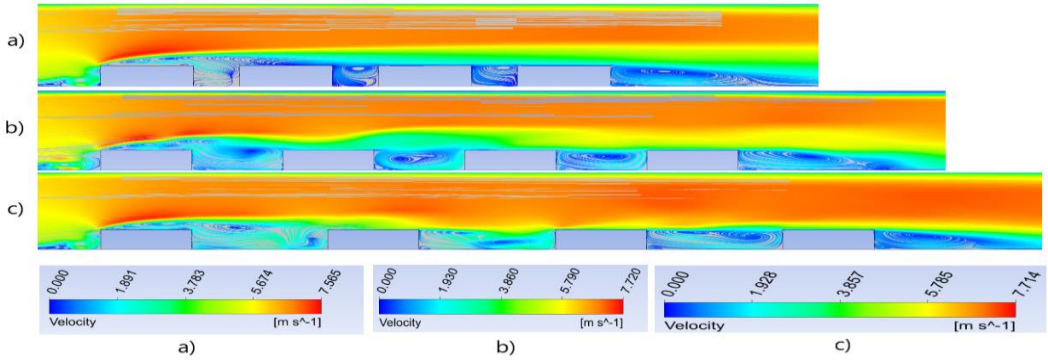 a)
b)
c)
0.000 1.891 3.783 5.674 7.565
Velocity [m s^-1]
a)
0.000 1.930 3.860 5.790 7.720
Velocity [m s^-1]
b)
0.000 1.928 3.857 5.785 7.714
Velocity [m s^-1]
c)